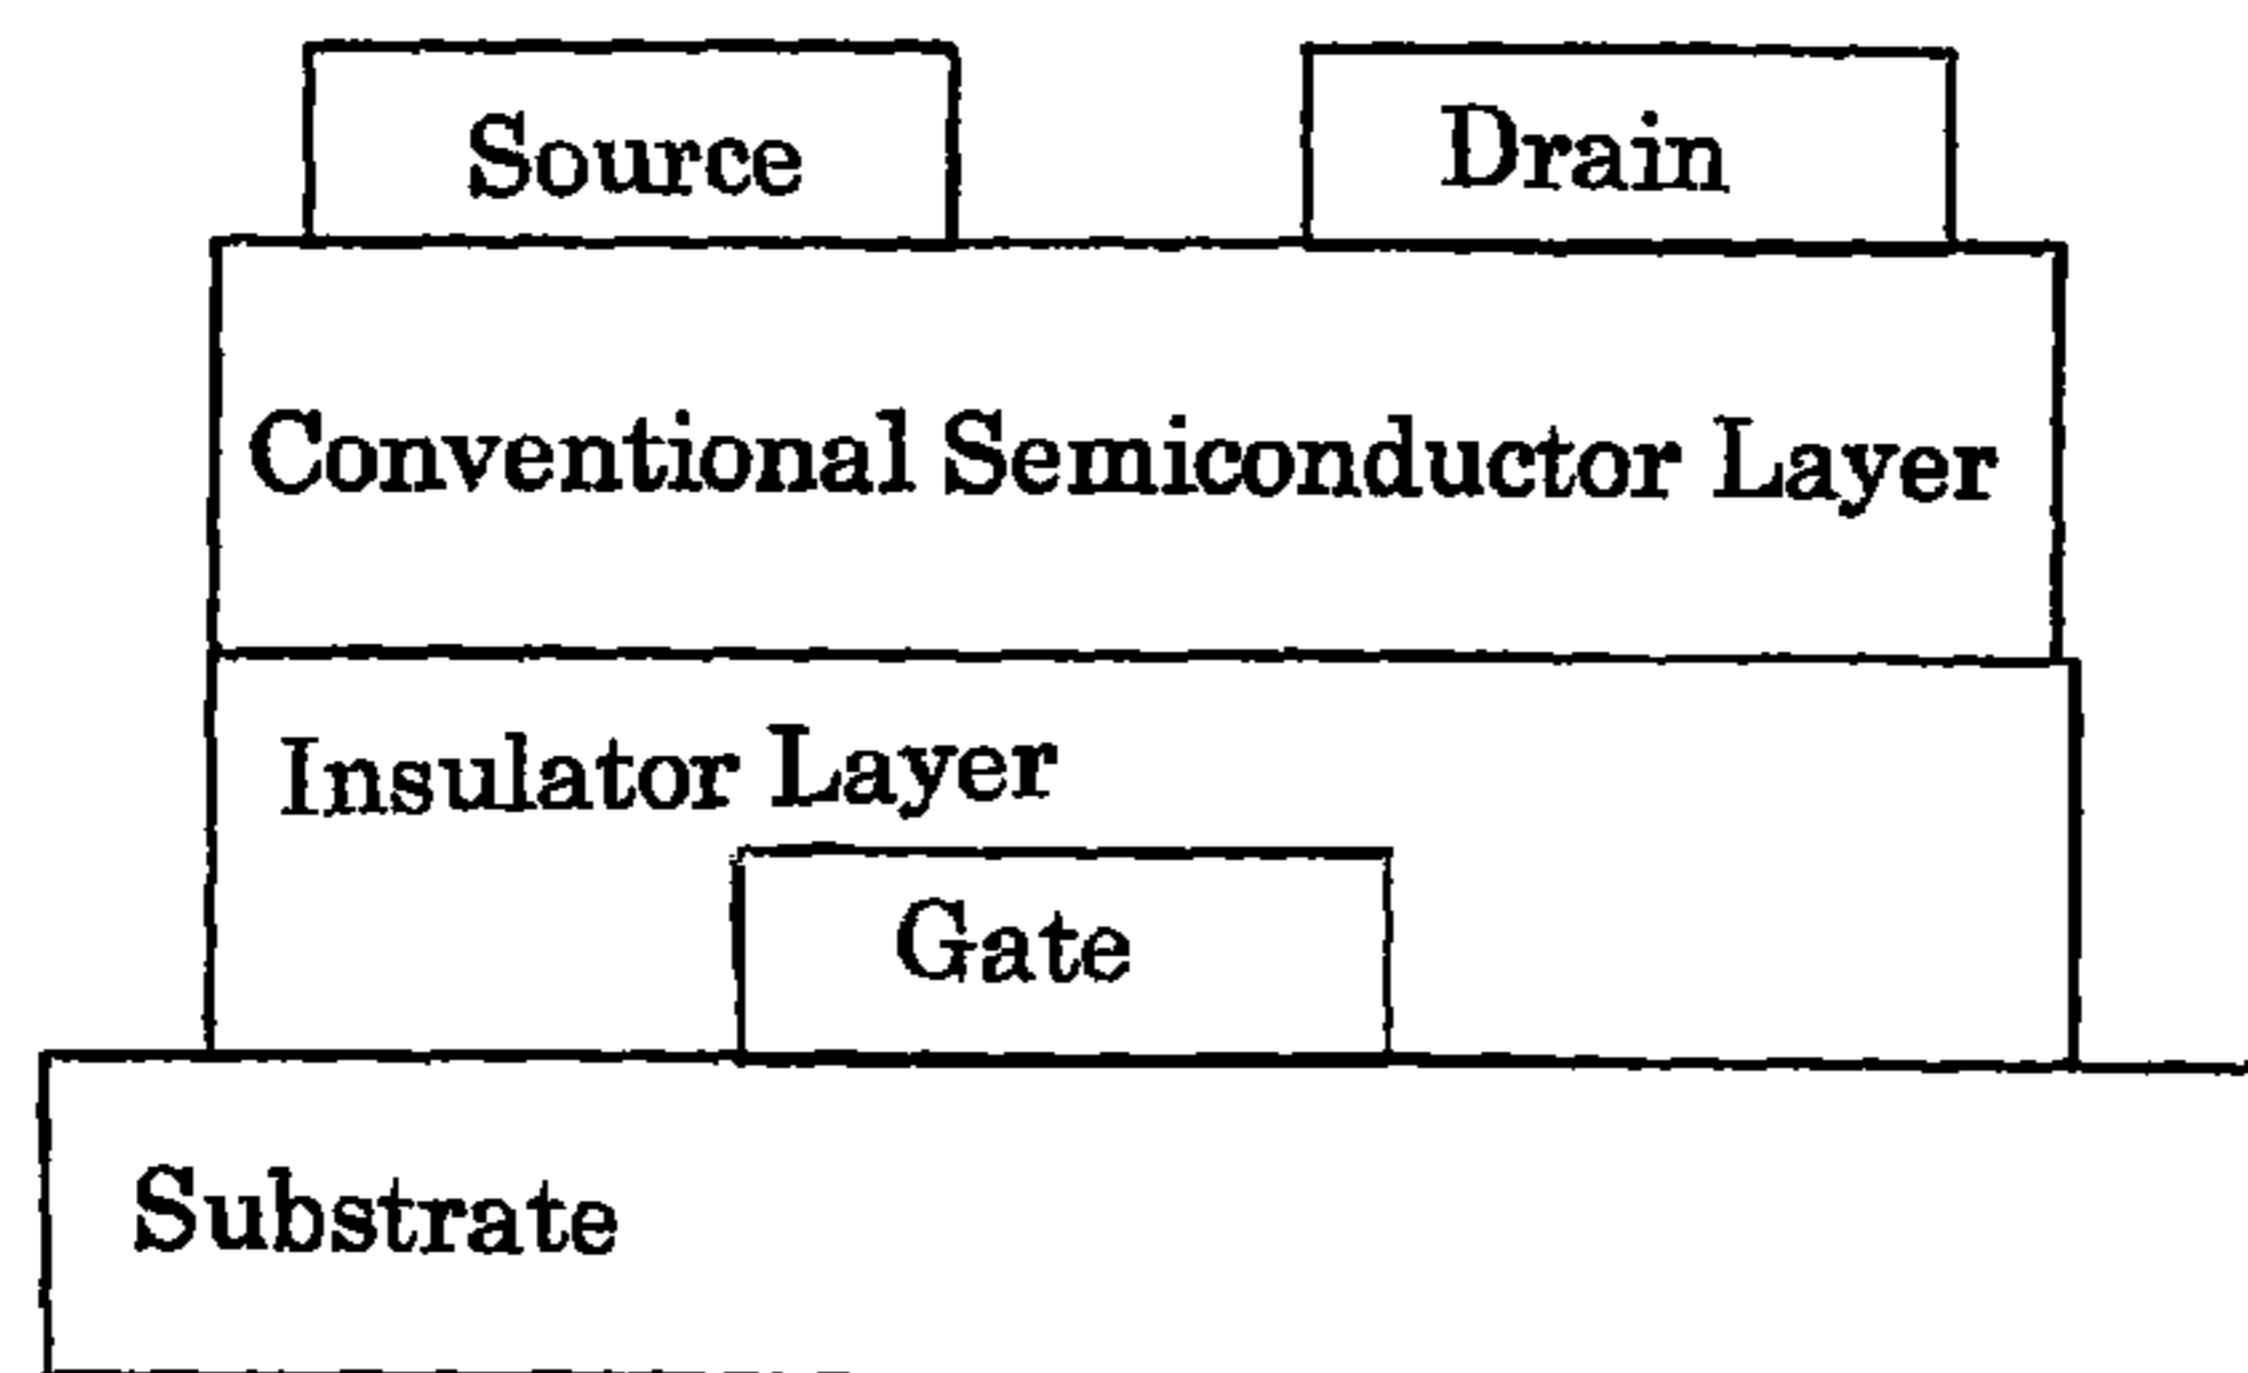 Source
Drain
Conventional Semiconductor Layer
Insulator Layer
Gate
Substrate